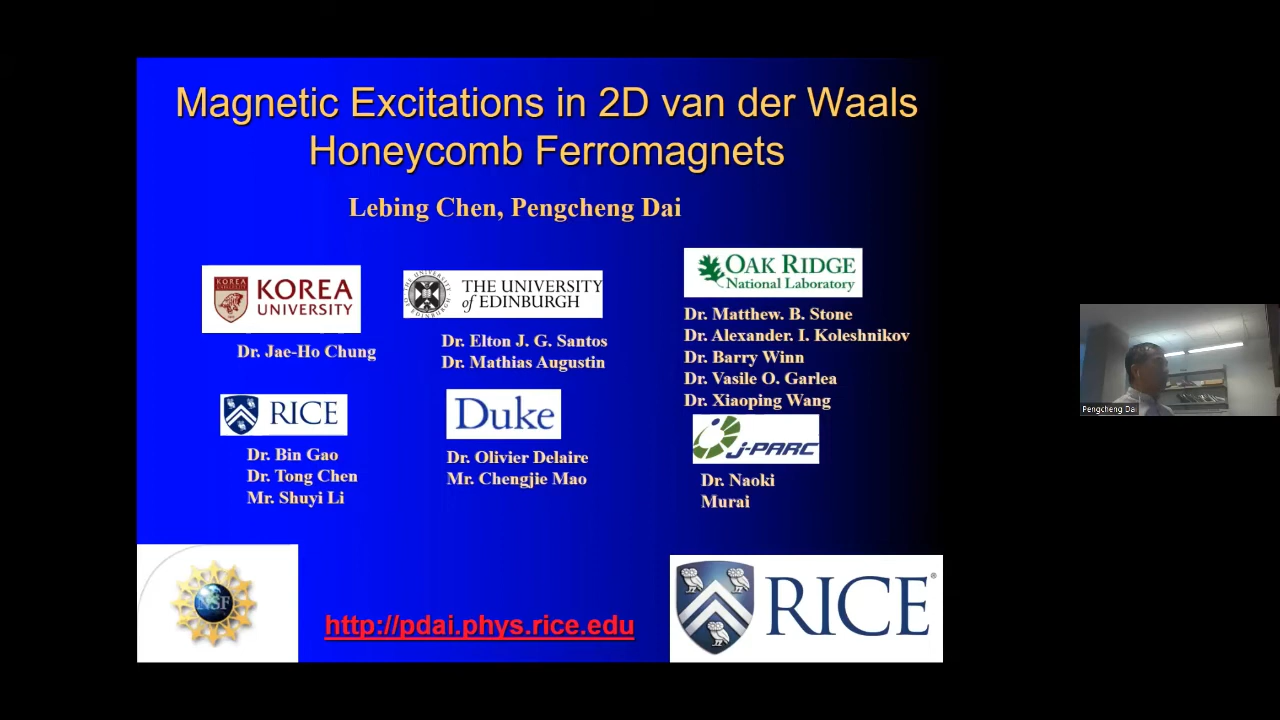 Magnetic Excitations in 2D van der Waals
Honeycomb Ferromagnets
Lebing Chen, Pengcheng Dai
KOREA
KOREA
UNIVERSITY
Dr. Jae-Ho Chung
THE UNIVERSITY
of EDINBURGH
Dr. Elton J. G. Santos
Dr. Mathias Augustin
OAK RIDGE
National Laboratory
Dr. Matthew. B. Stone
Dr. Alexander. I. Koleshnikov
Dr. Barry Winn
Dr. Vasile O. Garlea
Dr. Xiaoping Wang
RICE
Dr. Bin Gao
Dr. Tong Chen
Mr. Shuyi Li
Duke
Dr. Olivier Delaire
Mr. Chengjie Mao
J-PARC
Dr. Naoki
Murai
NSF
http://pdai.phys.rice.edu
RICE®
Pengcheng Dai